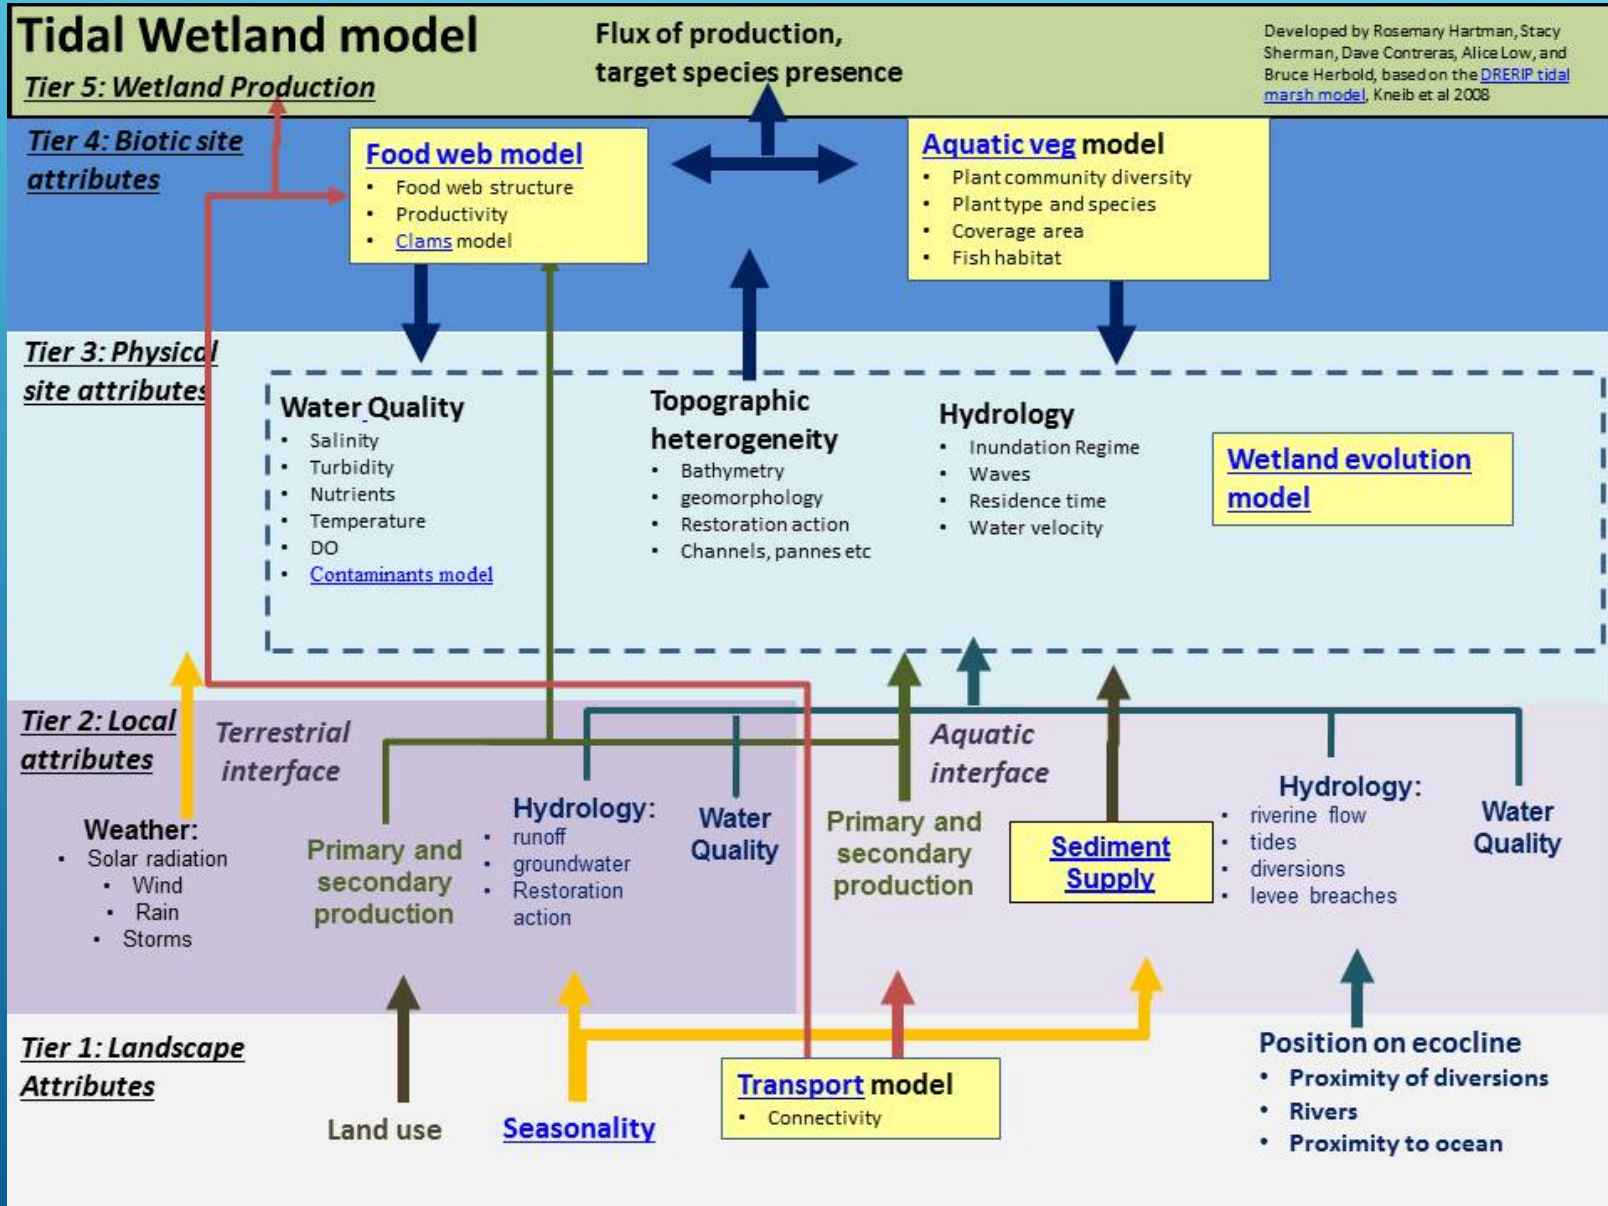 Tidal Wetland model
Tier 5: Wetland Production
Flux of production,
target species presence
Developed by Rosemary Hartman, Stacy
Sherman, Dave Contreras, Alice Low, and
Bruce Herbold, based on the DRERIP tidal
marsh model, Kneib et al 2008
Tier 4: Biotic site
attributes
Food web model
• Food web structure
• Productivity
• Clams model
Aquatic veg model
• Plant community diversity
• Plant type and species
• Coverage area
• Fish habitat
Tier 3: Physical
site attributes
Water Quality
• Salinity
• Turbidity
• Nutrients
• Temperature
• DO
• Contaminants model
Topographic
heterogeneity
• Bathymetry
• geomorphology
• Restoration action
• Channels, pannes etc
Hydrology
• Inundation Regime
• Waves
• Residence time
• Water velocity
Wetland evolution
model
Tier 2: Local
attributes
Terrestrial
interface
Aquatic
interface
Weather:
• Solar radiation
• Wind
• Rain
• Storms
Primary and
secondary
production
Hydrology:
• runoff
• groundwater
• Restoration
action
Water
Quality
Primary and
secondary
production
Sediment
Supply
Hydrology:
• riverine flow
• tides
• diversions
• levee breaches
Water
Quality
Tier 1: Landscape
Attributes
Land use
Seasonality
Transport model
• Connectivity
Position on ecocline
• Proximity of diversions
• Rivers
• Proximity to ocean